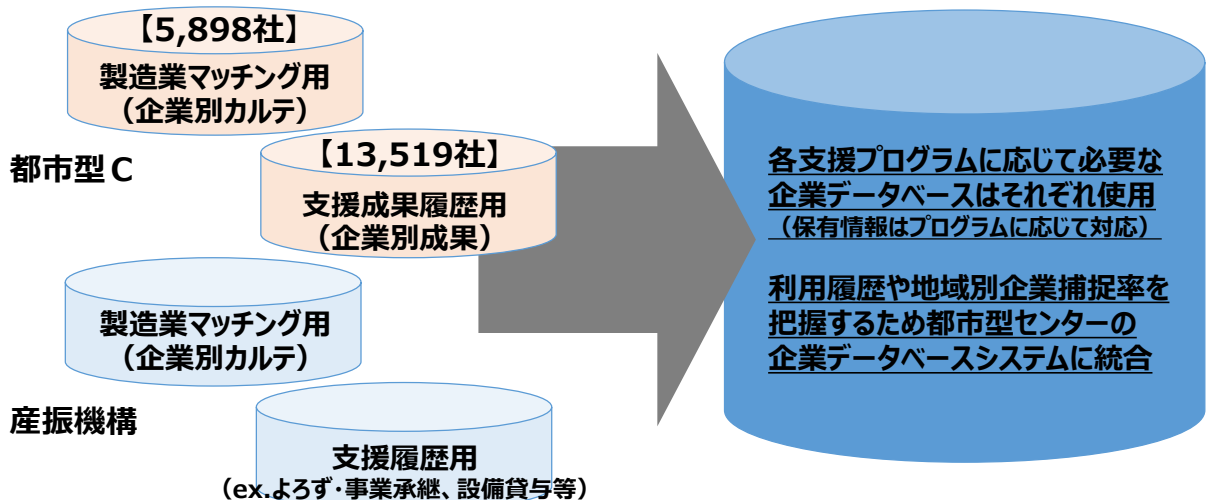 【5,898社】
製造業マッチング用
（企業別カルテ）
都市型Ｃ
【13,519社】
支援成果履歴用
（企業別成果）
製造業マッチング用
（企業別カルテ）
産振機構
支援履歴用
（ex.よろず・事業承継、設備貸与等）
各支援プログラムに応じて必要な
企業データベースはそれぞれ使用
（保有情報はプログラムに応じて対応）
利用履歴や地域別企業捕捉率を
把握するため都市型センターの
企業データベースシステムに統合